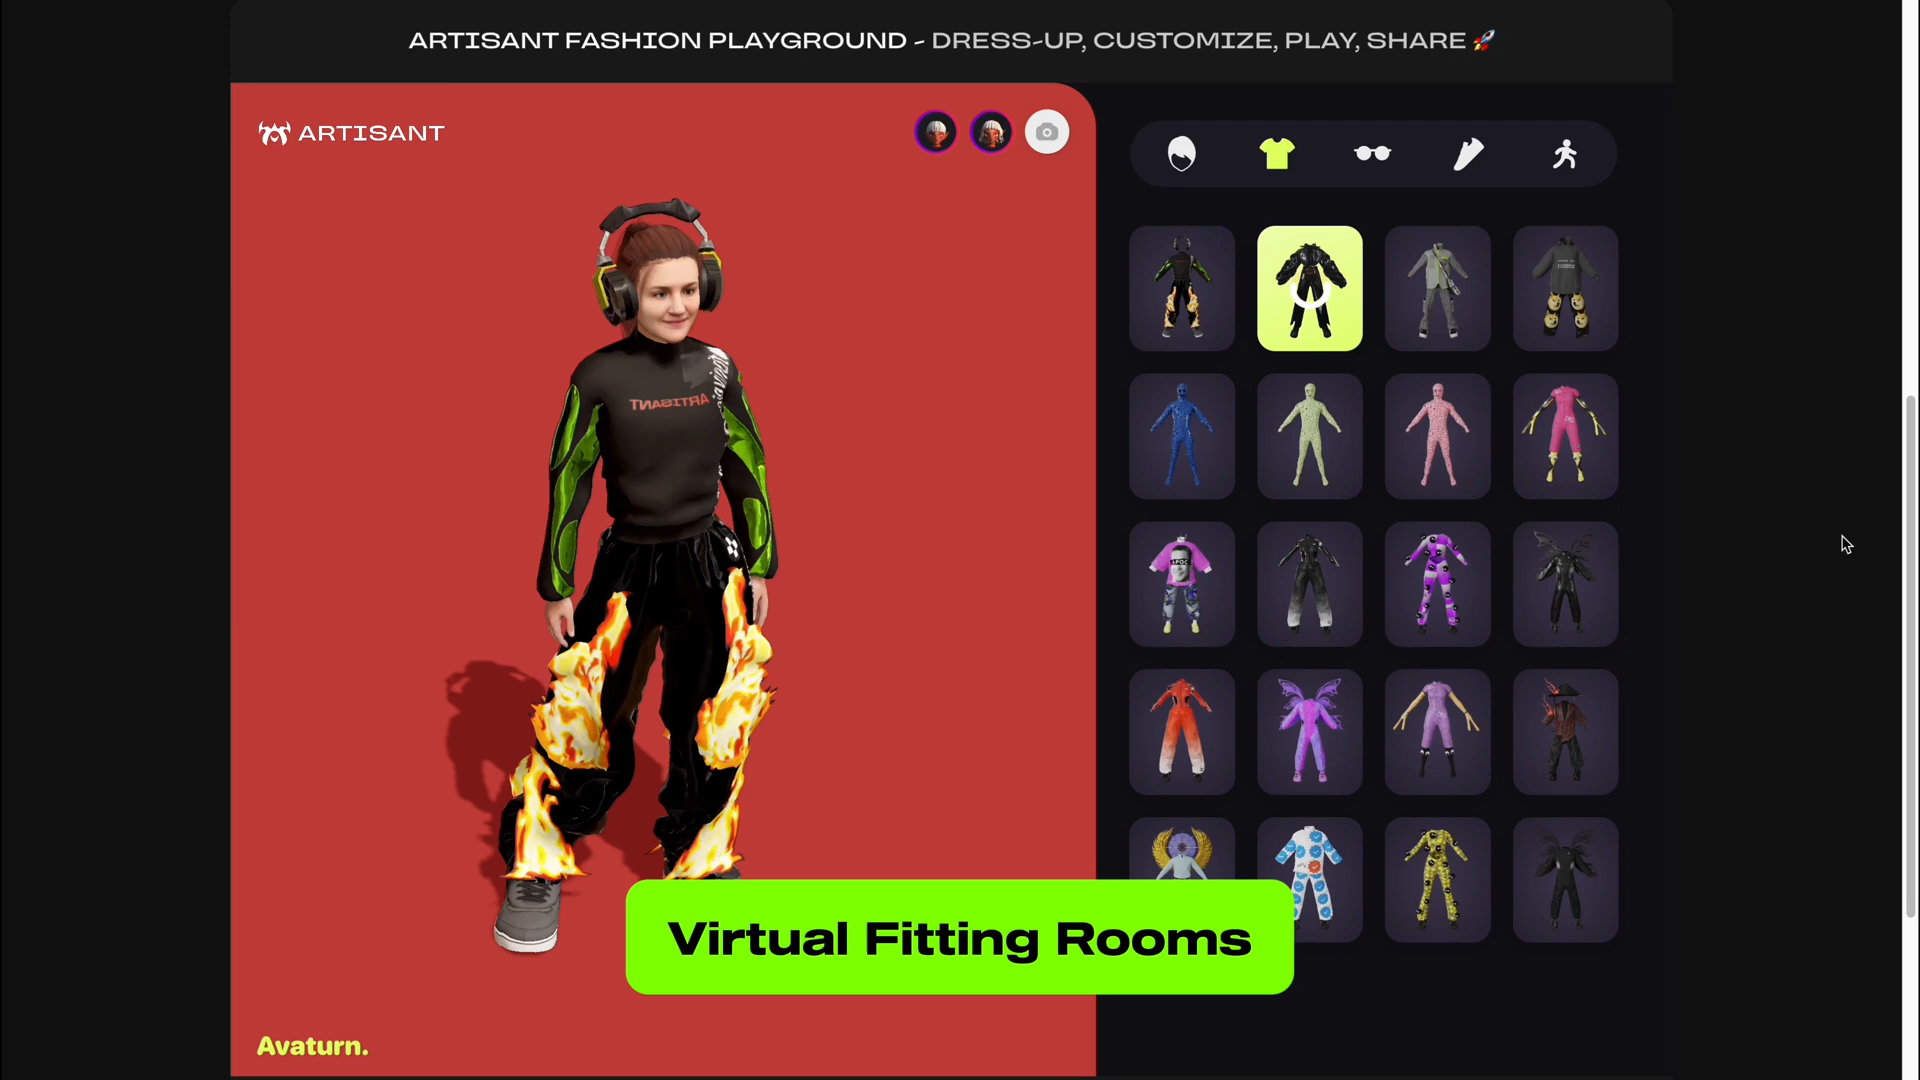 ARTISANT FASHION PLAYGROUND - DRESS-UP, CUSTOMIZE, PLAY, SHARE 🚀
ARTISANT
ARTISANT
Virtual Fitting Rooms
Avaturn.